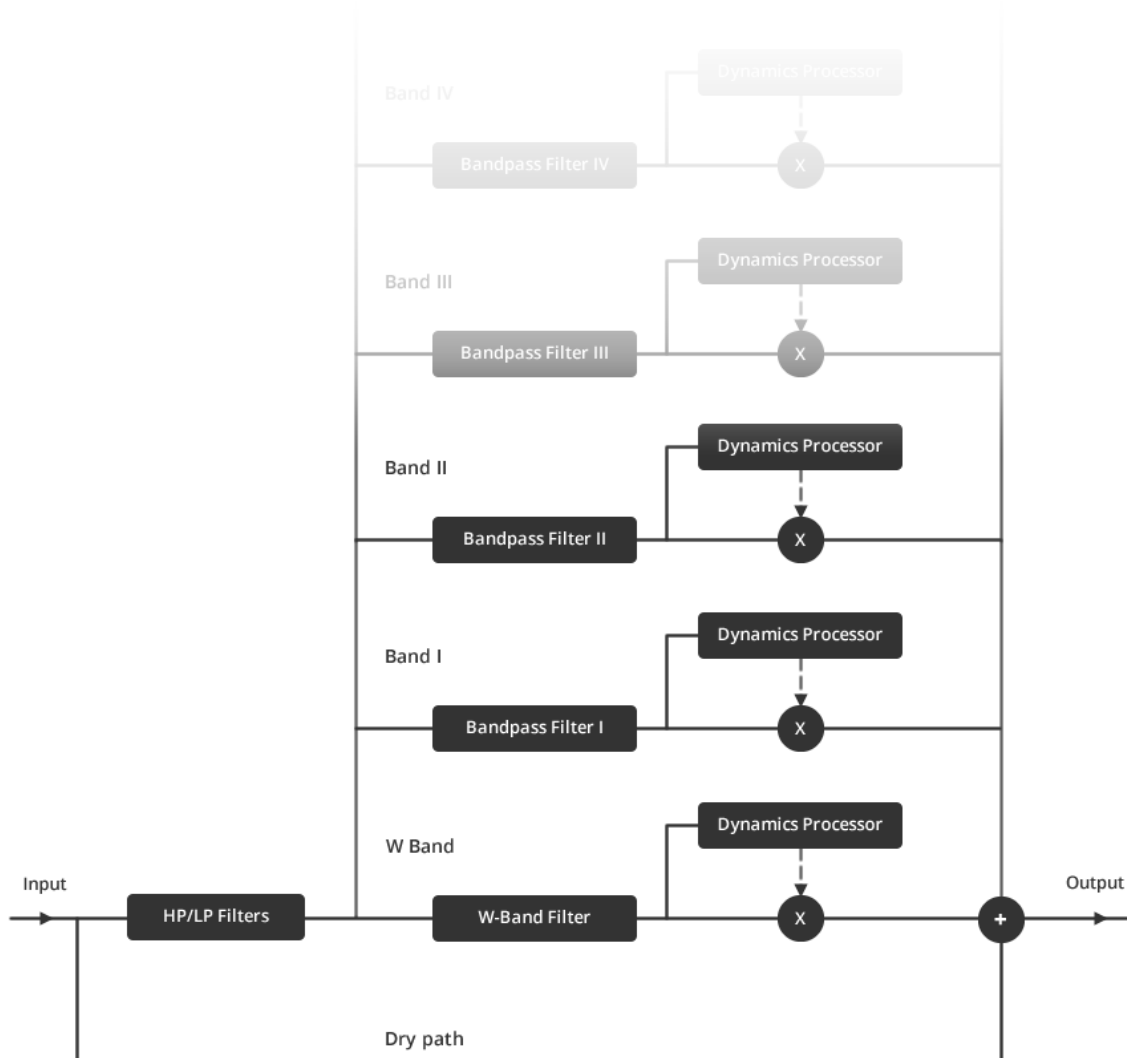 Dynamics Processor
Band IV
Bandpass Filter IV
X
Dynamics Processor
Band III
Bandpass Filter III
X
Dynamics Processor
Band II
Bandpass Filter II
X
Dynamics Processor
Band I
Bandpass Filter I
X
Dynamics Processor
W Band
Input
Output
HP/LP Filters
W-Band Filter
X
+
Dry path